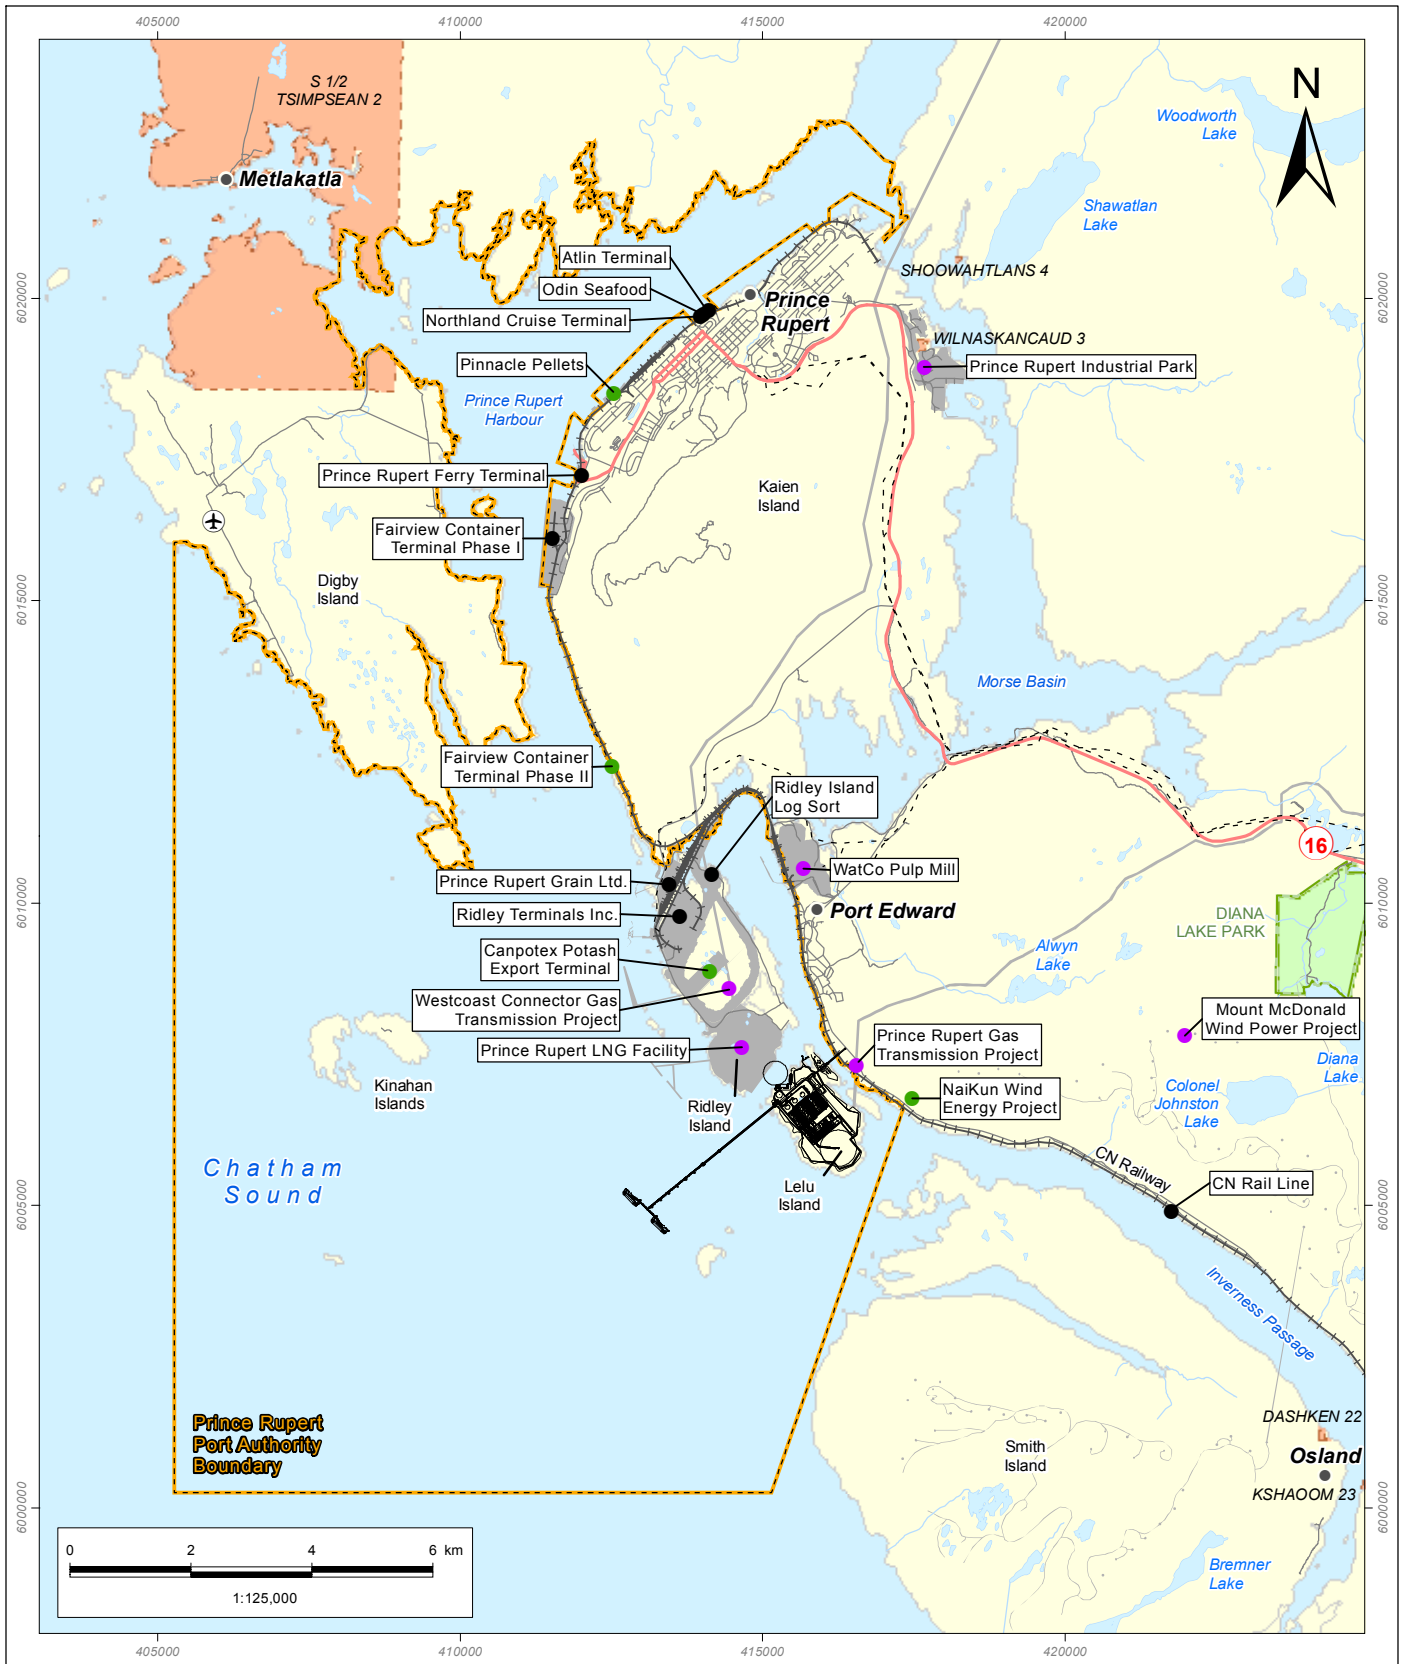 405000
410000
415000
420000
S 1/2
TSIMPSEAN 2
Metlakatla
N
Woodworth
Lake
Shawatlan
Lake
SHOOWAHTLANS 4
Atlin Terminal
Odin Seafood
Northland Cruise Terminal
Prince
Rupert
6020000
6020000
WILNASKANCAUD 3
Prince Rupert Industrial Park
Pinnacle Pellets
Prince Rupert
Harbour
Prince Rupert Ferry Terminal
Kaien
Island
Fairview Container
Terminal Phase I
Digby
Island
6015000
6015000
Morse Basin
Fairview Container
Terminal Phase II
Ridley Island
Log Sort
16
WatCo Pulp Mill
Prince Rupert Grain Ltd.
Ridley Terminals Inc.
Port Edward
6010000
6010000
DIANA
LAKE PARK
Canpotex Potash
Export Terminal
Alwyn
Lake
Westcoast Connector Gas
Transmission Project
Mount McDonald
Wind Power Project
Prince Rupert LNG Facility
Prince Rupert Gas
Transmission Project
Diana
Lake
Kinahan
Islands
Ridley
Island
NaiKun Wind
Energy Project
Colonel
Johnston
Lake
Chatham
Sound
CN Railway
CN Rail Line
Lelu
Island
6005000
6005000
Inverness Passage
Prince Rupert
Port Authority
Boundary
DASHKEN 22
Smith
Island
Osland
KSHAOOM 23
6000000
6000000
0 2 4 6 km
1:125,000
Bremner
Lake
405000
410000
415000
420000